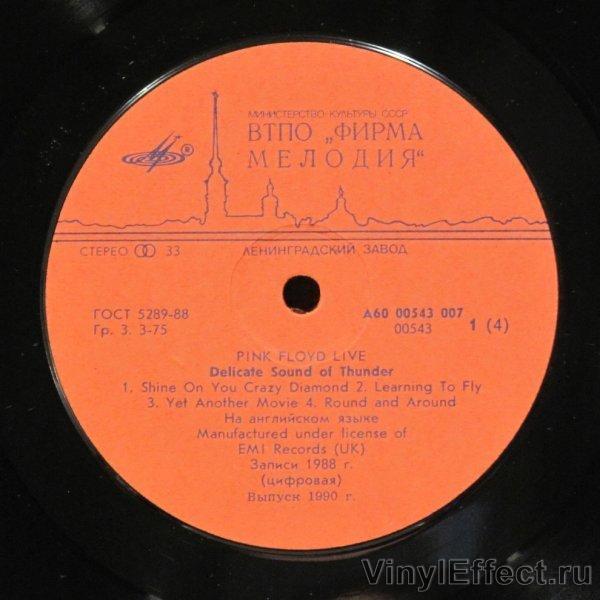 МИНИСТЕРСТВО КУЛЬТУРЫ СССР
ВТПО „ФИРМА
МЕЛОДИЯ“
®
СТЕРЕО 33
ЛЕНИНГРАДСКИЙ ЗАВОД
ГОСТ 5289-88
Гр. 3. 3-75
А60 00543 007
00543
1 (4)
PINK FLOYD LIVE
Delicate Sound of Thunder
1. Shine On You Crazy Diamond 2. Learning To Fly
3. Yet Another Movie 4. Round and Around
На английском языке
Manufactured under license of
EMI Records (UK)
Записи 1988 г.
(цифровая)
Выпуск 1990 г.
VinylEffect.ru